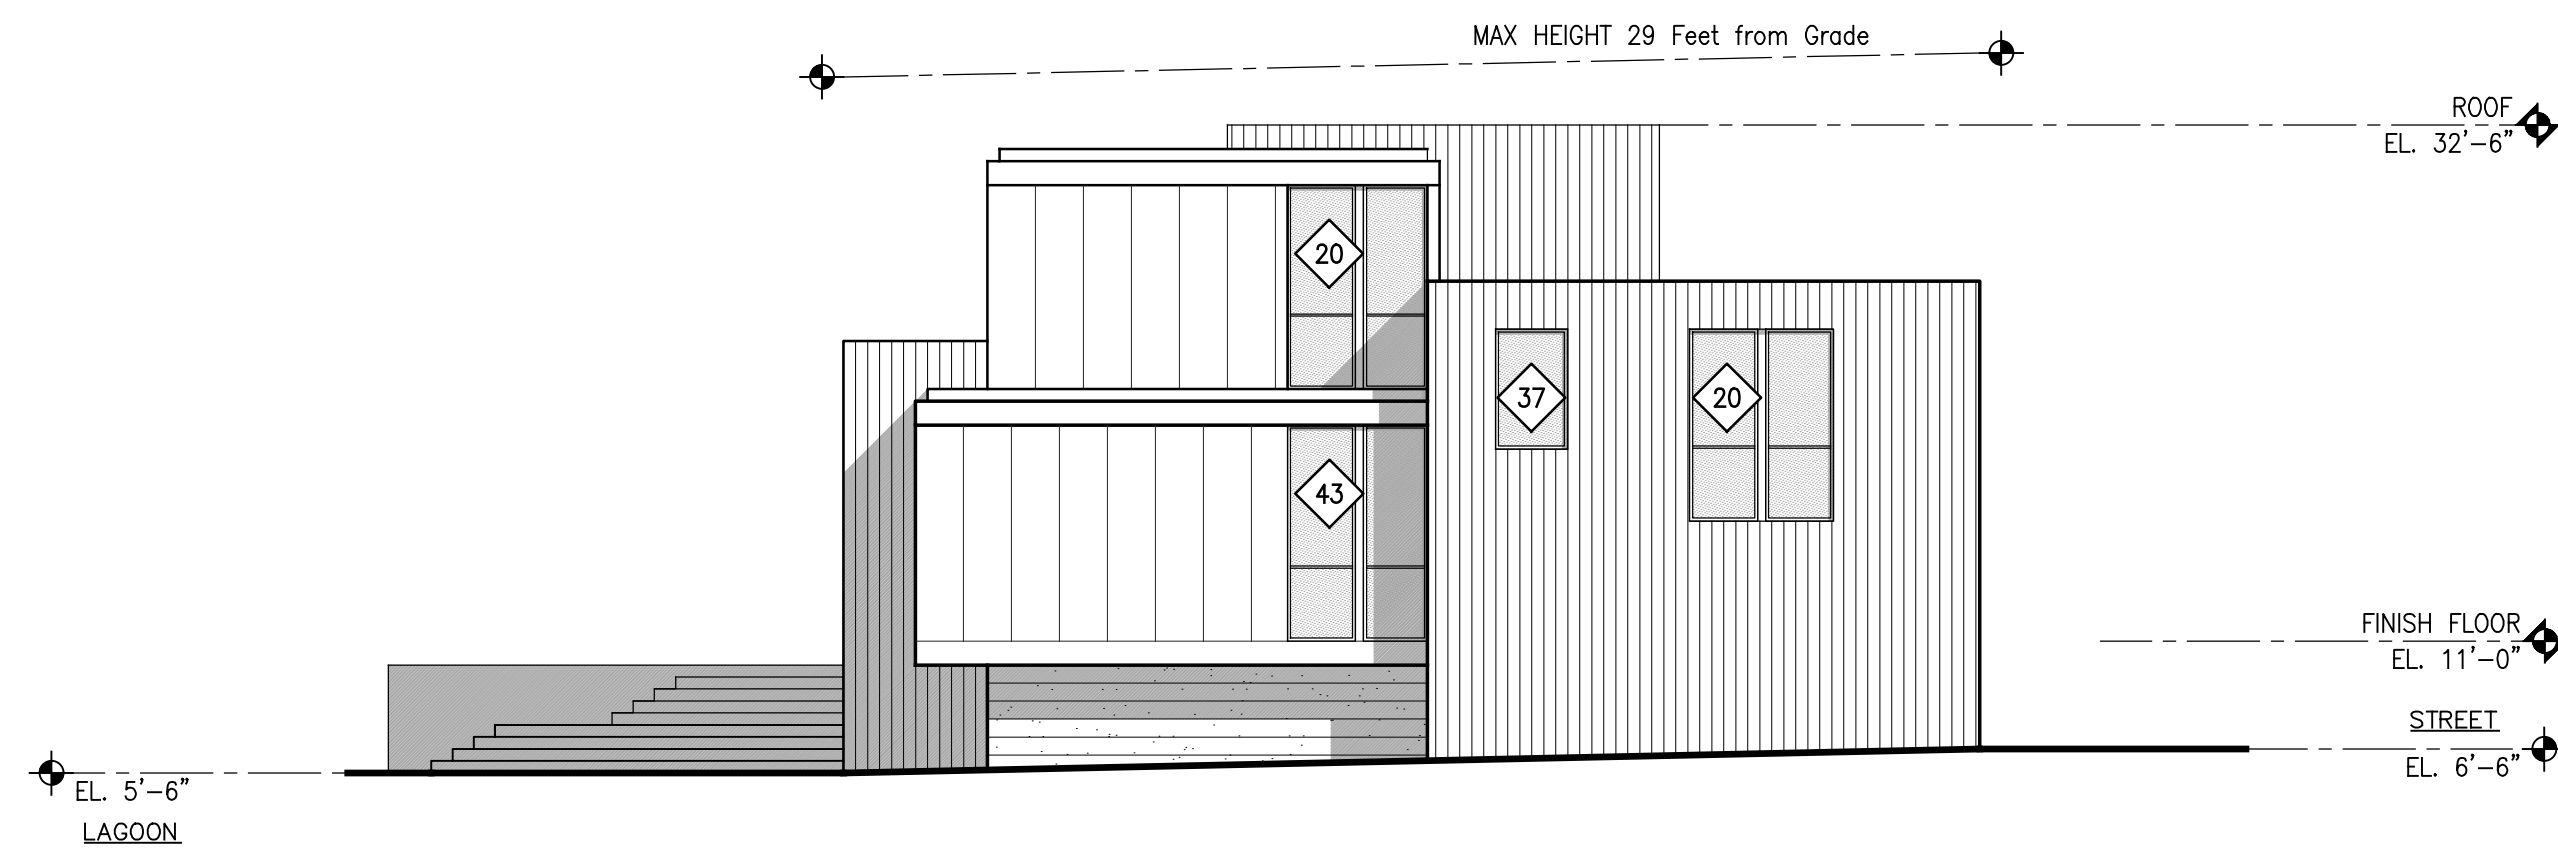 MAX HEIGHT 29 Feet from Grade
ROOF
EL. 32'-6"
20
37
20
43
FINISH FLOOR
EL. 11'-0"
STREET
EL. 6'-6"
EL. 5'-6"
LAGOON